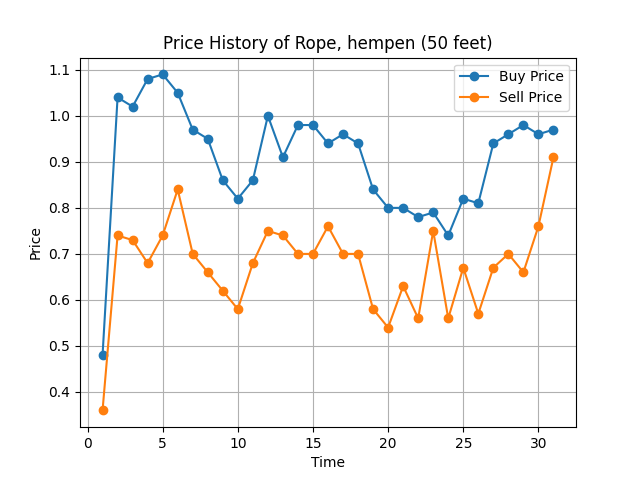 Price History of Rope, hempen (50 feet)
Buy Price
Sell Price
1.1
1.0
0.9
0.8
0.7
0.6
0.5
0.4
Price
0 5 10 15 20 25 30
Time